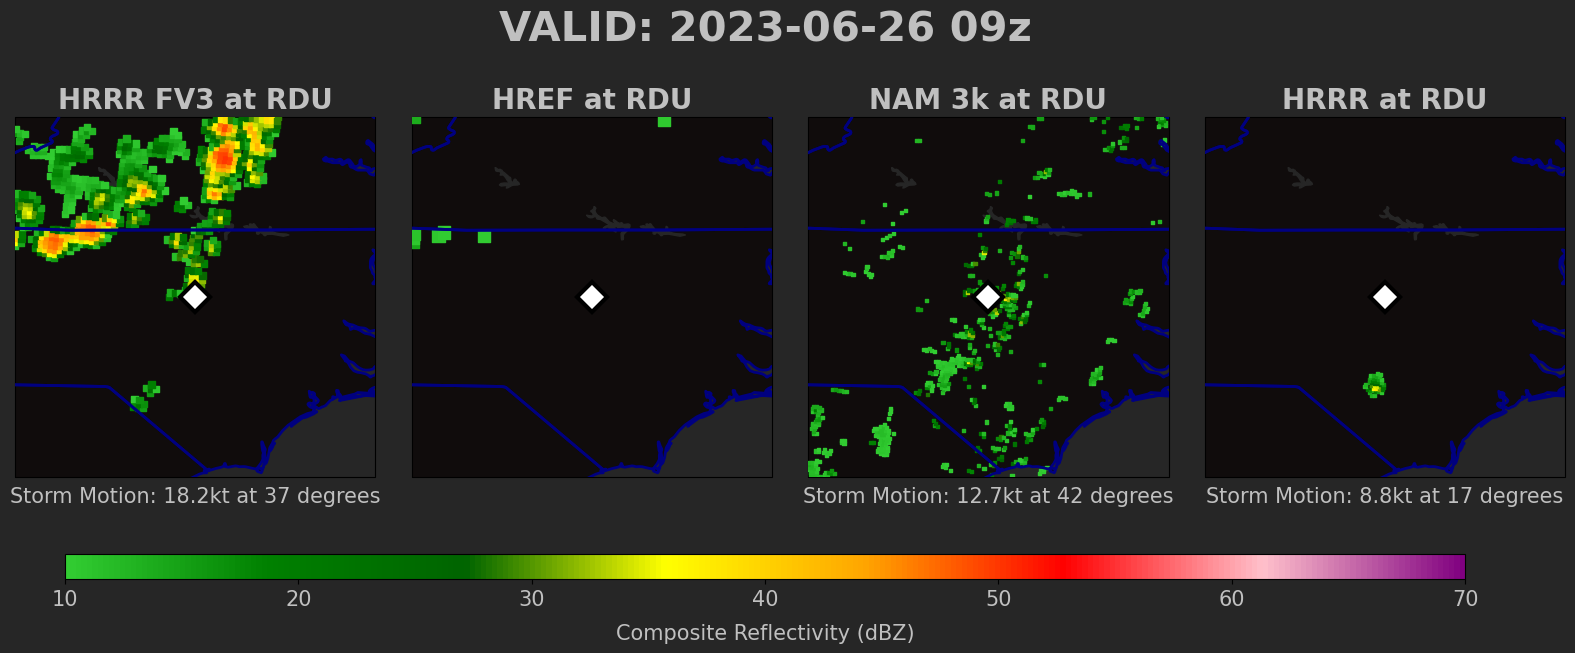 VALID: 2023-06-26 09z
HRRR FV3 at RDU
HREF at RDU
NAM 3k at RDU
HRRR at RDU
Storm Motion: 18.2kt at 37 degrees
Storm Motion: 12.7kt at 42 degrees
Storm Motion: 8.8kt at 17 degrees
10 20 30 40 50 60 70
Composite Reflectivity (dBZ)